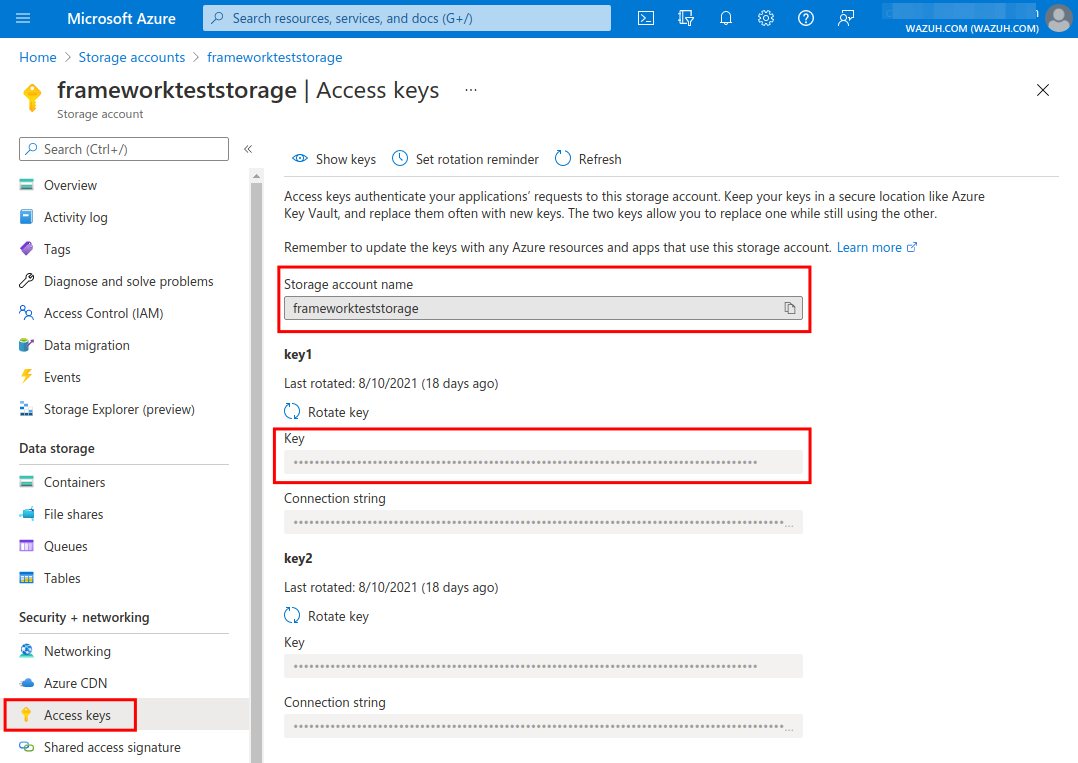 Microsoft Azure
Search resources, services, and docs (G+/)
WAZUH.COM (WAZUH.COM)
Home > Storage accounts > frameworkteststorage
frameworkteststorage | Access keys ...
Storage account
Search (Ctrl+/)
«
Overview
Activity log
Tags
Diagnose and solve problems
Access Control (IAM)
Data migration
Events
Storage Explorer (preview)
Data storage
Containers
File shares
Queues
Tables
Security + networking
Networking
Azure CDN
Access keys
Shared access signature
Show keys
Set rotation reminder
Refresh
Access keys authenticate your applications' requests to this storage account. Keep your keys in a secure location like Azure
Key Vault, and replace them often with new keys. The two keys allow you to replace one while still using the other.
Remember to update the keys with any Azure resources and apps that use this storage account. Learn more
Storage account name
frameworkteststorage
key1
Last rotated: 8/10/2021 (18 days ago)
Rotate key
Key
Connection string
key2
Last rotated: 8/10/2021 (18 days ago)
Rotate key
Key
Connection string